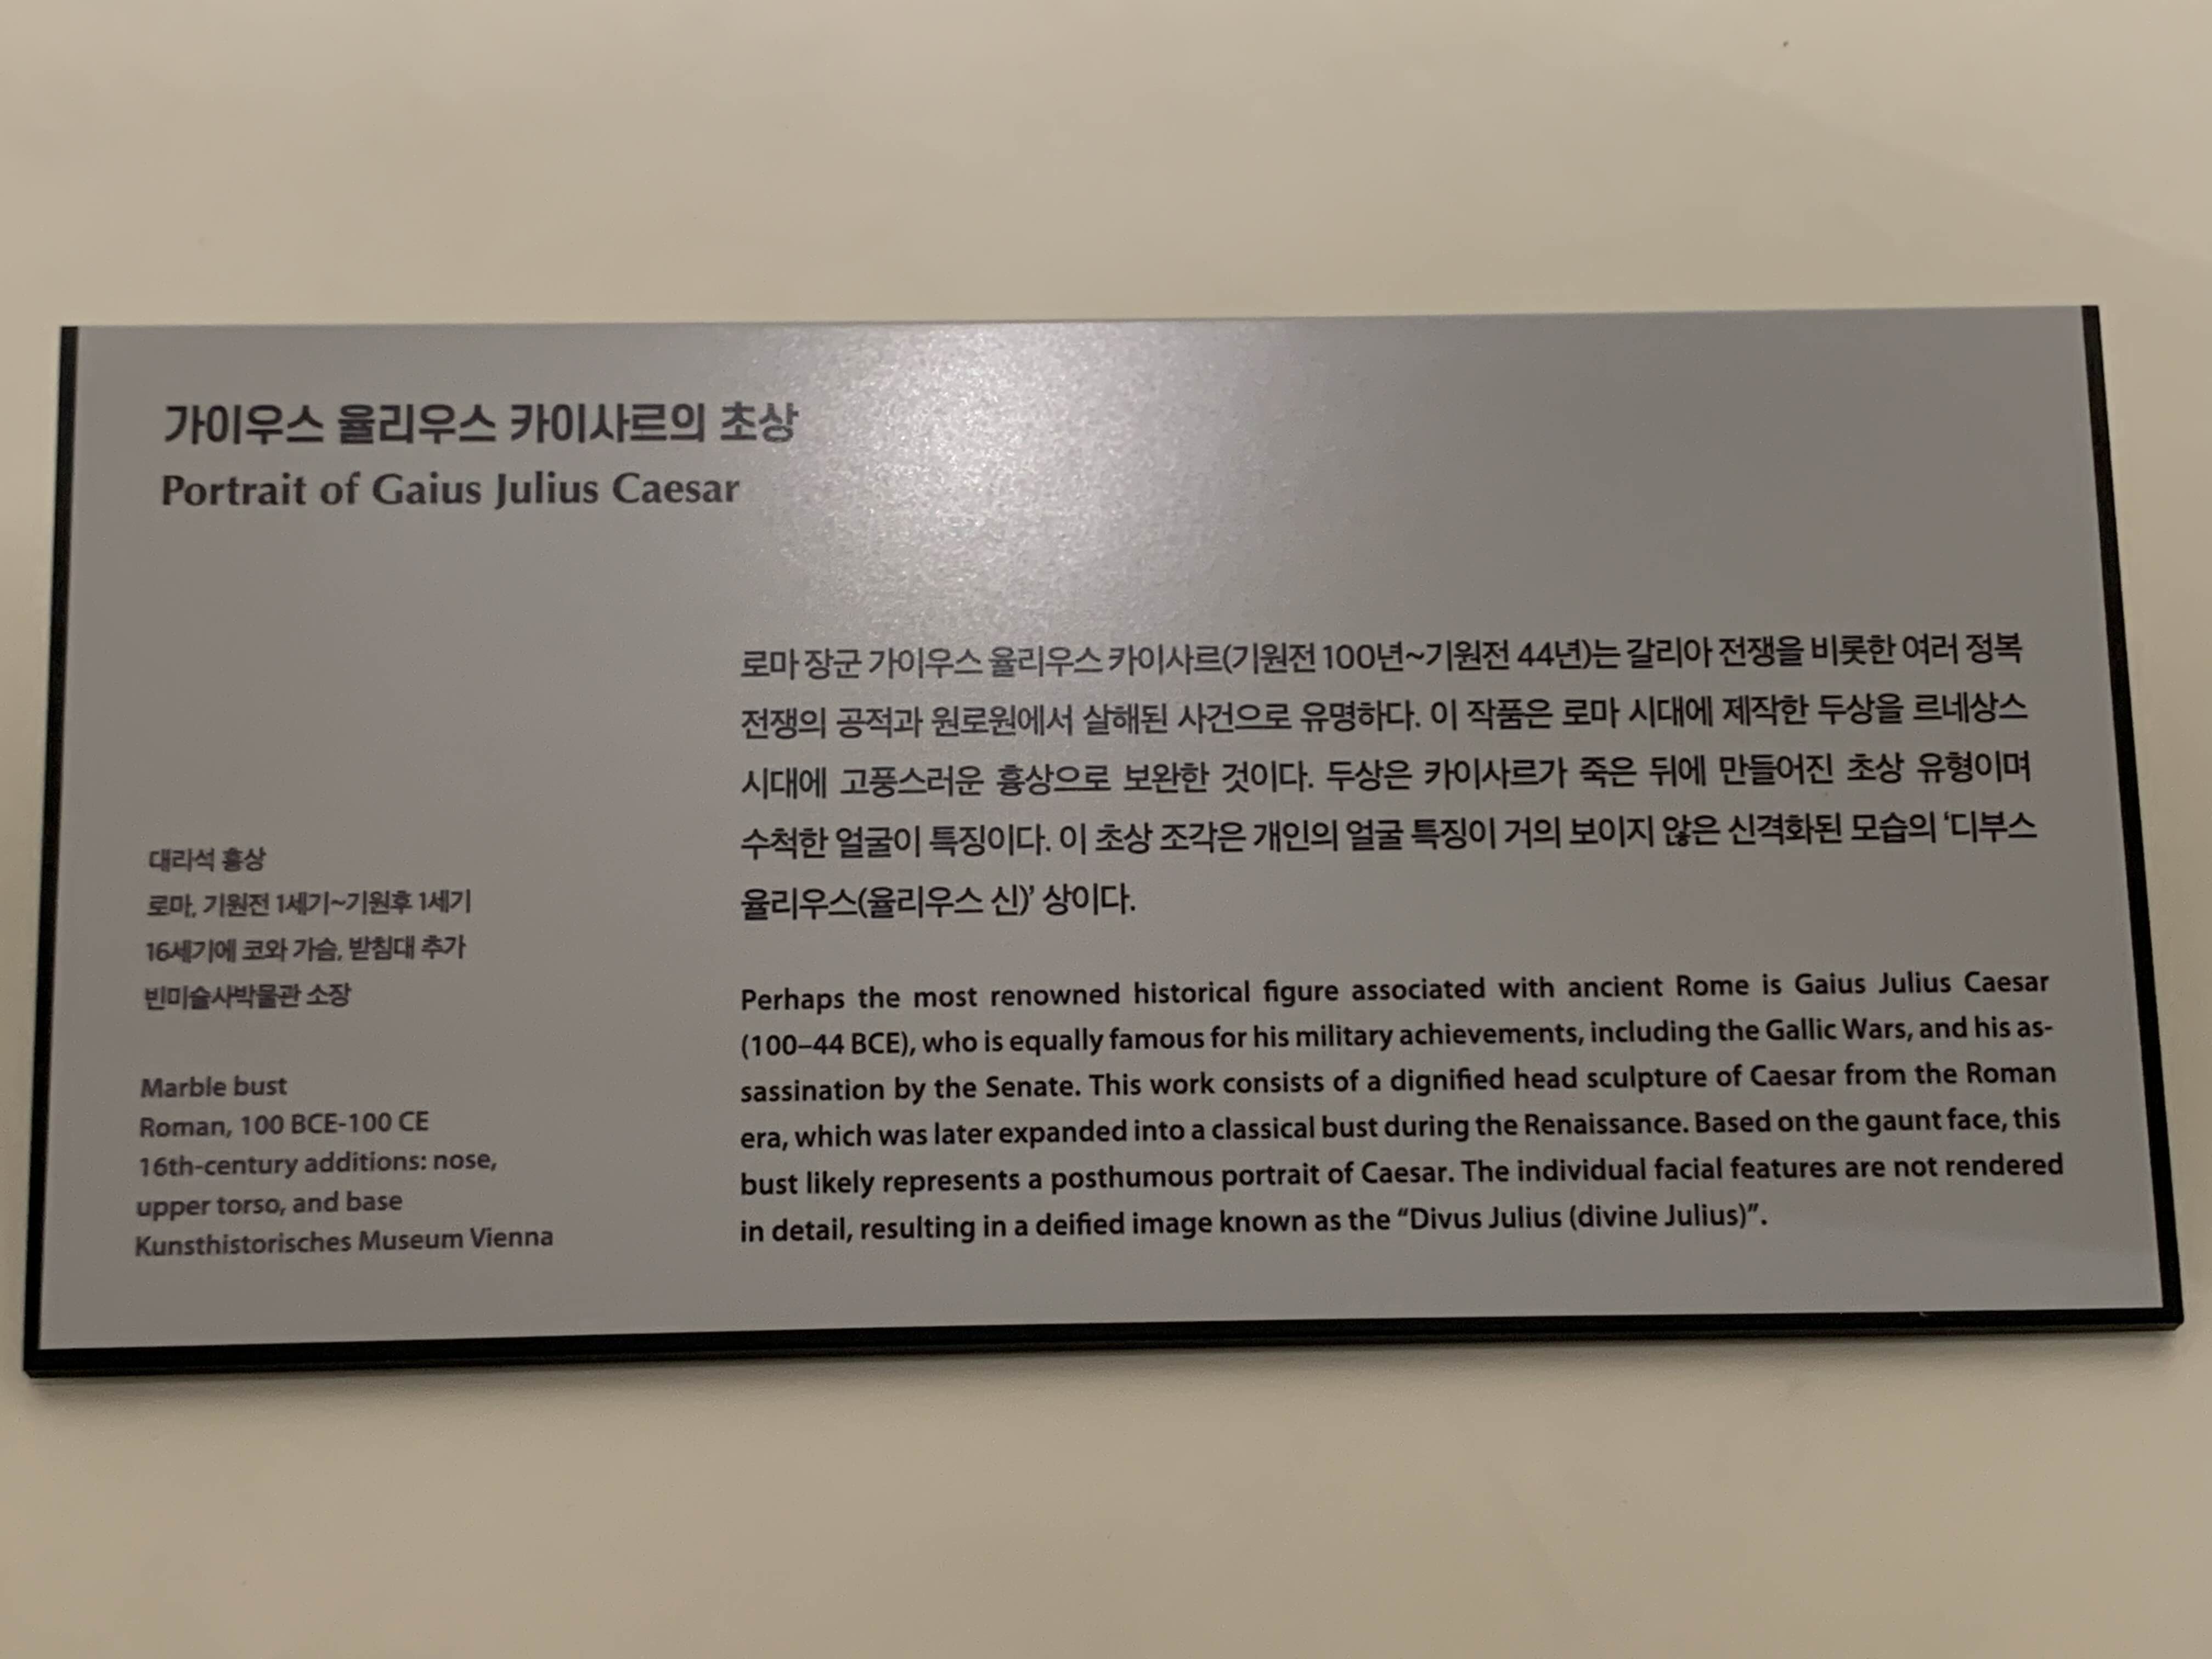 가이우스 율리우스 카이사르의 초상
Portrait of Gaius Julius Caesar
대리석 흉상
로마, 기원전 1세기~기원후 1세기
16세기에 코와 가슴, 받침대 추가
빈미술사박물관 소장
Marble bust
Roman, 100 BCE-100 CE
16th-century additions: nose,
upper torso, and base
Kunsthistorisches Museum Vienna
로마 장군 가이우스 율리우스 카이사르(기원전 100년~기원전 44년)는 갈리아 전쟁을 비롯한 여러 정복
전쟁의 공적과 원로원에서 살해된 사건으로 유명하다. 이 작품은 로마 시대에 제작한 두상을 르네상스
시대에 고풍스러운 흉상으로 보완한 것이다. 두상은 카이사르가 죽은 뒤에 만들어진 초상 유형이며
수척한 얼굴이 특징이다. 이 초상 조각은 개인의 얼굴 특징이 거의 보이지 않은 신격화된 모습의 ‘디부스
율리우스(율리우스 신)’ 상이다.
Perhaps the most renowned historical figure associated with ancient Rome is Gaius Julius Caesar
(100–44 BCE), who is equally famous for his military achievements, including the Gallic Wars, and his as-
sassination by the Senate. This work consists of a dignified head sculpture of Caesar from the Roman
era, which was later expanded into a classical bust during the Renaissance. Based on the gaunt face, this
bust likely represents a posthumous portrait of Caesar. The individual facial features are not rendered
in detail, resulting in a deified image known as the “Divus Julius (divine Julius)”.